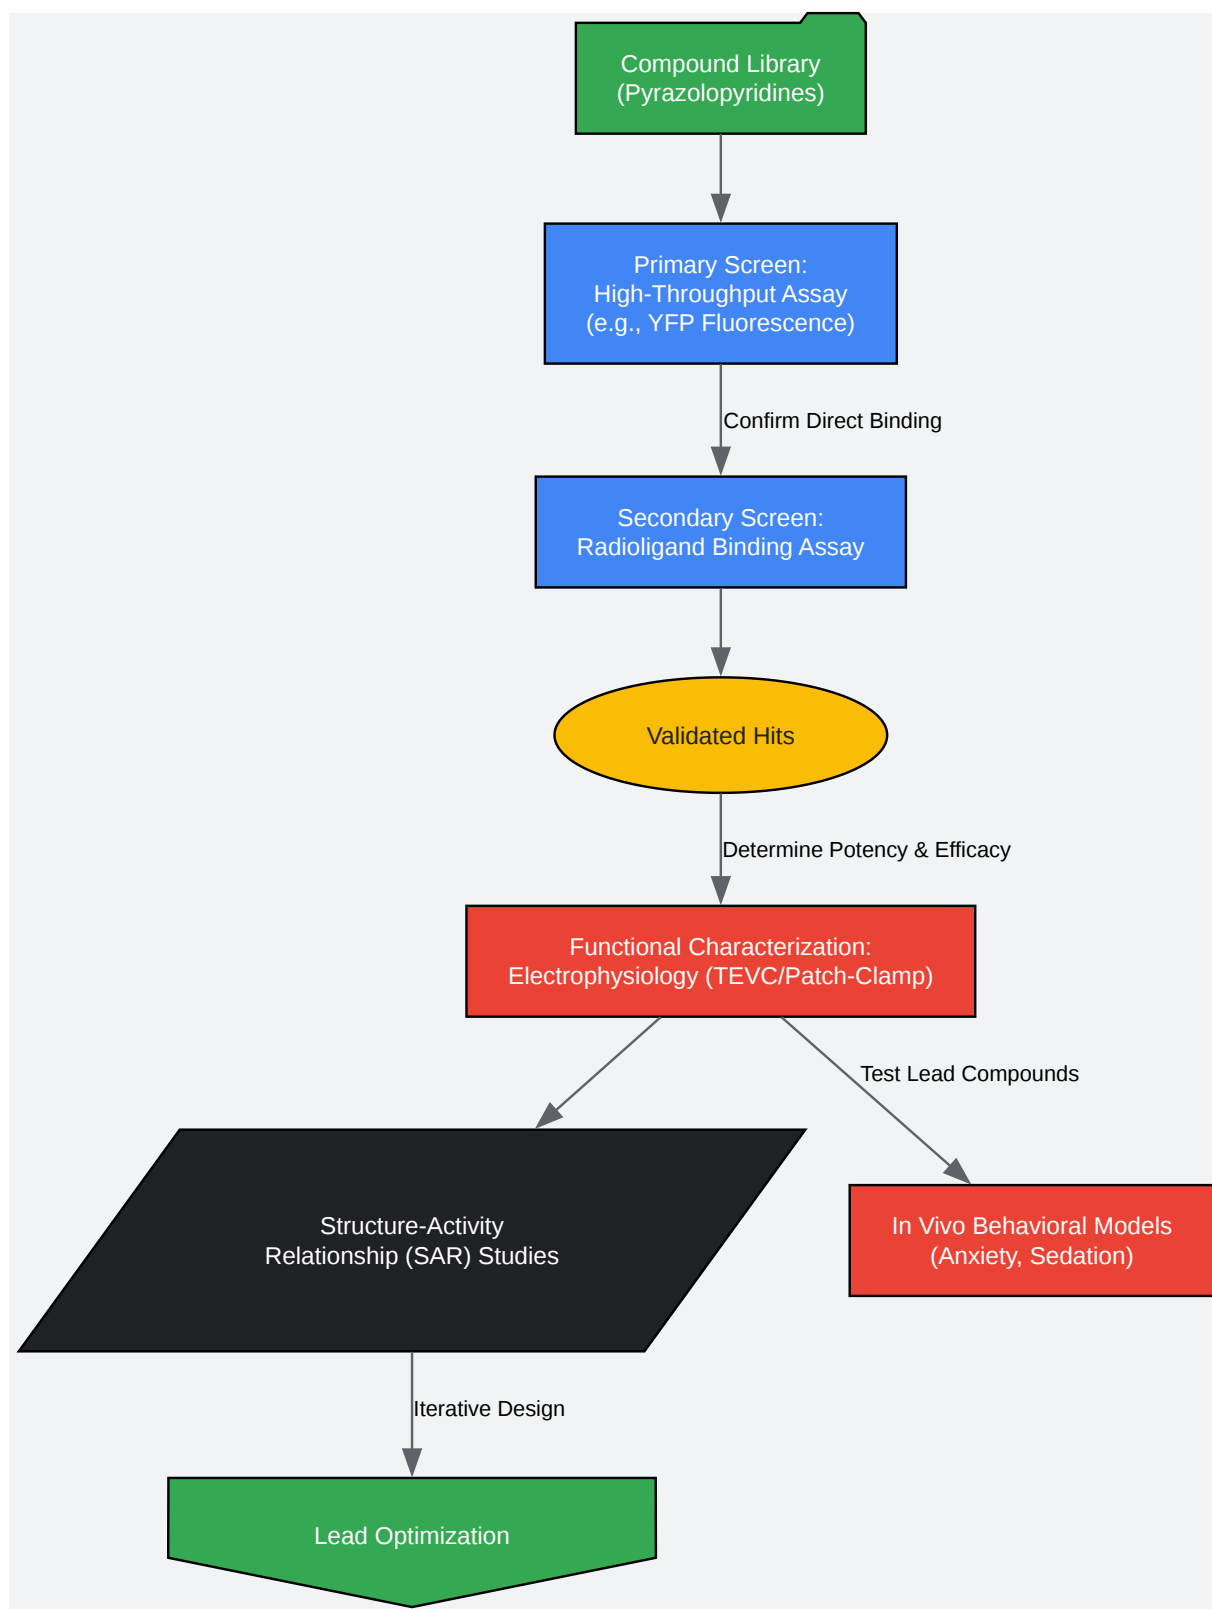 Compound Library
(Pyrazolopyridines)
Primary Screen:
High-Throughput Assay
(e.g., YFP Fluorescence)
Confirm Direct Binding
Secondary Screen:
Radioligand Binding Assay
Validated Hits
Determine Potency & Efficacy
Functional Characterization:
Electrophysiology (TEVC/Patch-Clamp)
Test Lead Compounds
Structure-Activity
Relationship (SAR) Studies
In Vivo Behavioral Models
(Anxiety, Sedation)
Iterative Design
Lead Optimization